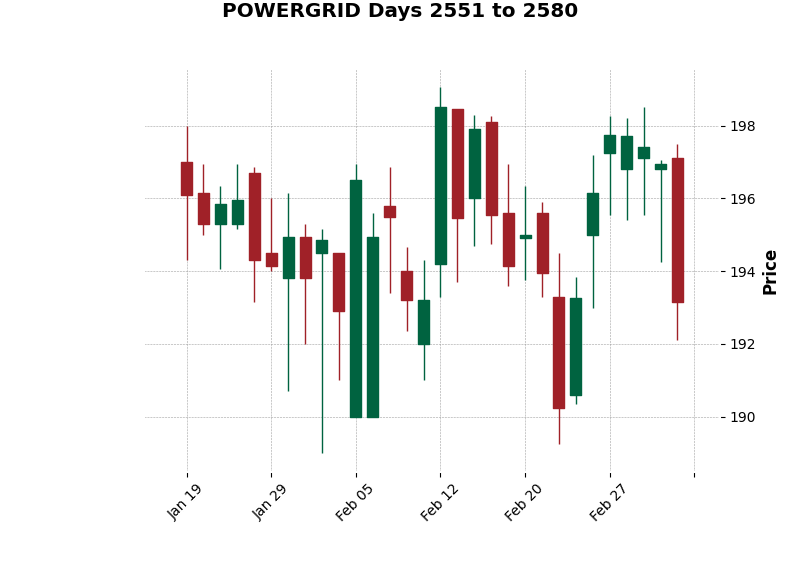 POWERGRID Days 2551 to 2580
198
196
194
192
190
Price
Jan 19
Jan 29
Feb 05
Feb 12
Feb 20
Feb 27